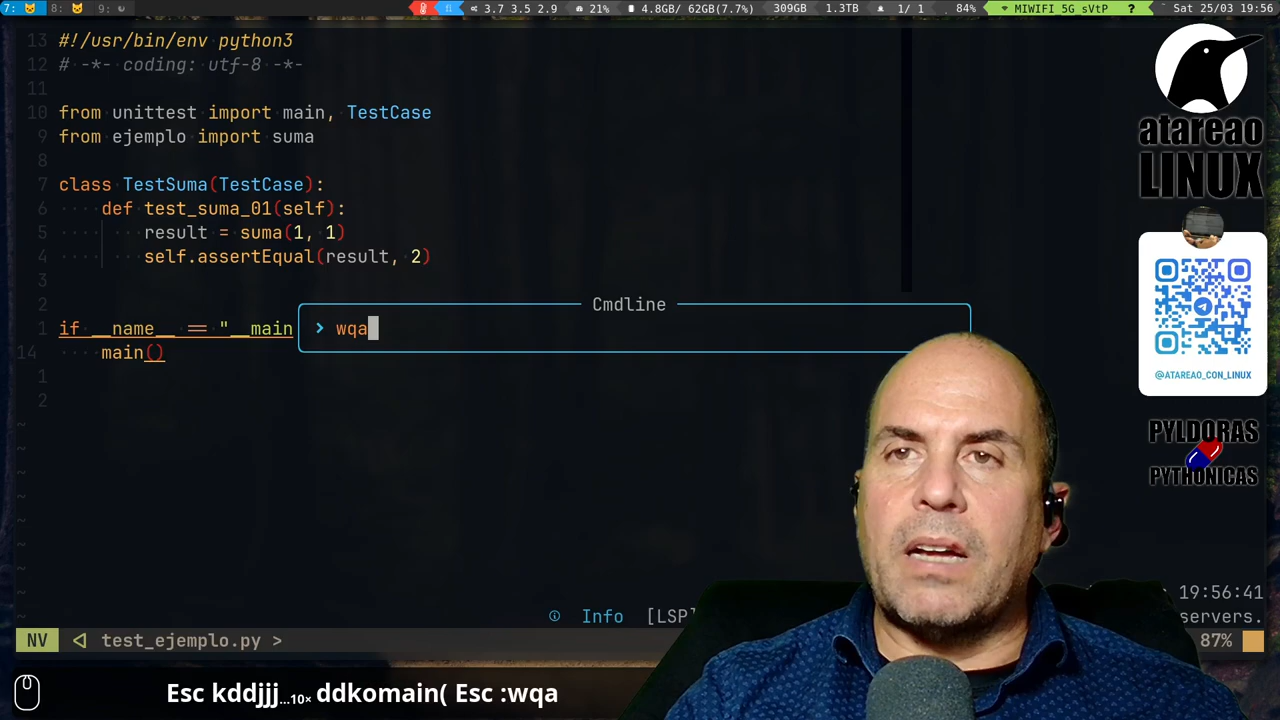 7: 8: 9: 3.7 3.5 2.9 21% 4.8GB/ 62GB(7.7%) 309GB 1.3TB 1/ 1 84% MIWIFI_5G_sVtP ? Sat 25/03 19:56
13 #!/usr/bin/env python3
12 # -*- coding: utf-8 -*-
11
10 from unittest import main, TestCase
9 from ejemplo import suma
8
7 class TestSuma(TestCase):
6 def test_suma_01(self):
5 result = suma(1, 1)
4 self.assertEqual(result, 2)
3
2
Cmdline
1 if __name__ == "__main
> wqa
14 main()
1
2
~
~
~
~
~
~
~
~
~
19:56:41
Info [LSP] servers.
NV test_ejemplo.py > 87%
Esc kddjjj...10× ddkomain( Esc :wqa
atareao
LINUX
@ATAREAO_CON_LINUX
PYLDORAS
PYTHONICAS